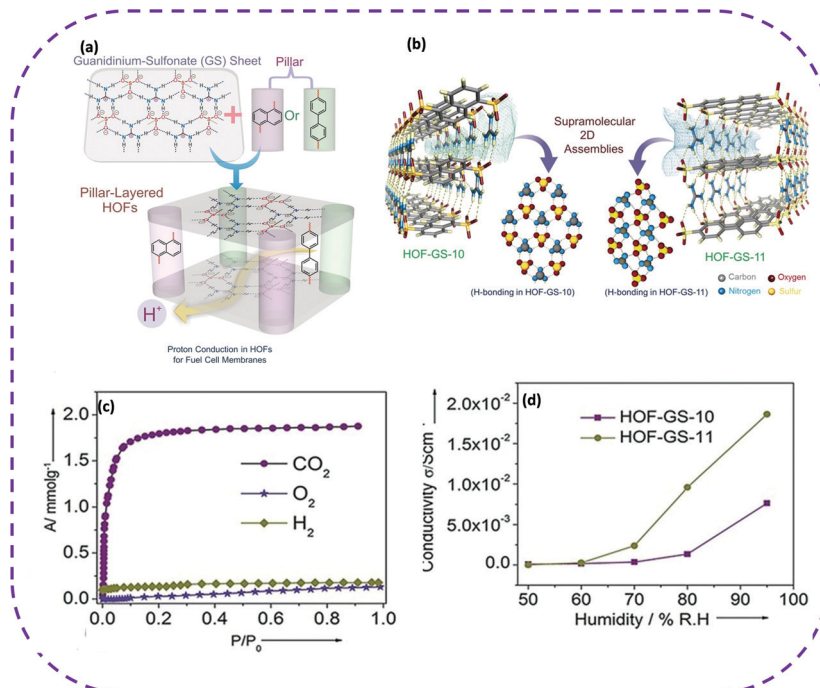 (a)
Guanidinium-Sulfonate (GS) Sheet
Pillar
Or
Pillar-Layered
HOFs
H+
Proton Conduction in HOFs
for Fuel Cell Membranes
(b)
Supramolecular
2D
Assemblies
HOF-GS-10
(H-bonding in HOF-GS-10)
(H-bonding in HOF-GS-11)
HOF-GS-11
Carbon
Oxygen
Nitrogen
Sulfur
(c)
A/ mmolg⁻¹
2.0
1.5
1.0
0.5
0.0
CO₂
O₂
H₂
0.0 0.2 0.4 0.6 0.8 1.0
P/P₀
(d)
Conductivity σ/Scm⁻
2.0x10⁻²
1.5x10⁻²
1.0x10⁻²
5.0x10⁻³
0.0
HOF-GS-10
HOF-GS-11
50 60 70 80 90 100
Humidity / % R.H